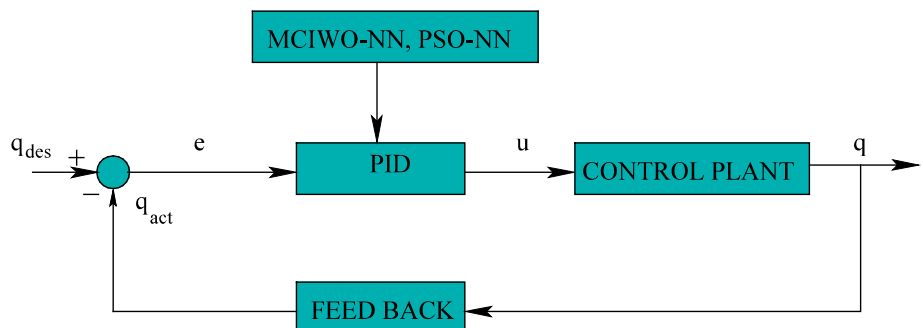 MCIWO-NN, PSO-NN
q_des
+
e
PID
u
CONTROL PLANT
q
−
q_act
FEED BACK